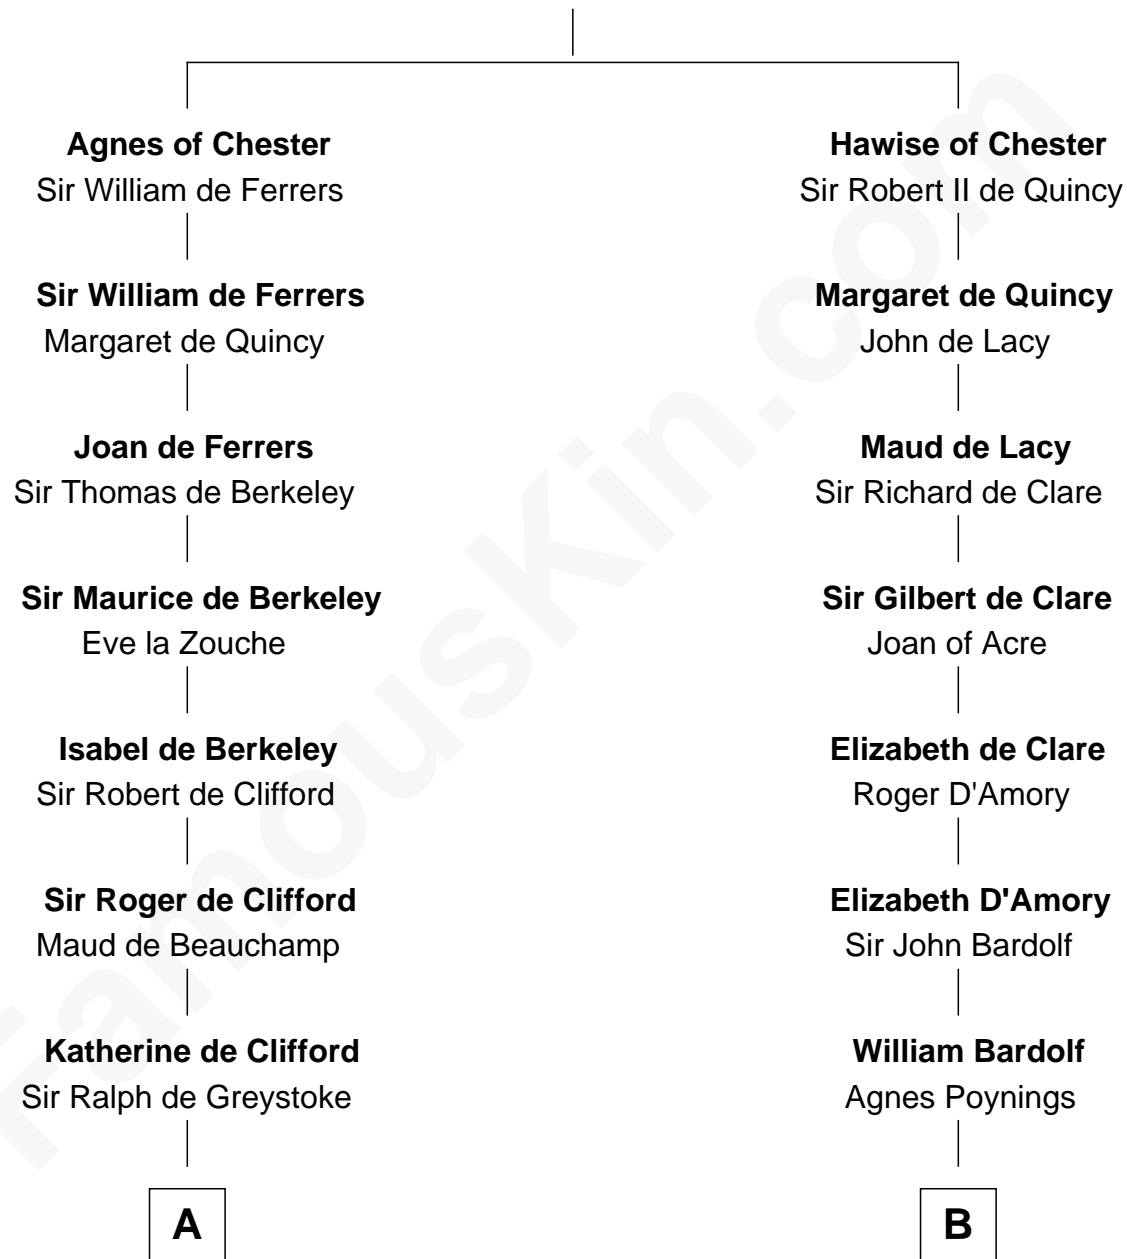 Agnes of Chester
Sir William de Ferrers
Hawise of Chester
Sir Robert II de Quincy
Sir William de Ferrers
Margaret de Quincy
Margaret de Quincy
John de Lacy
Joan de Ferrers
Sir Thomas de Berkeley
Maud de Lacy
Sir Richard de Clare
Sir Maurice de Berkeley
Eve la Zouche
Sir Gilbert de Clare
Joan of Acre
Isabel de Berkeley
Sir Robert de Clifford
Elizabeth de Clare
Roger D'Amory
Sir Roger de Clifford
Maud de Beauchamp
Elizabeth D'Amory
Sir John Bardolf
Katherine de Clifford
Sir Ralph de Greystoke
William Bardolf
Agnes Poynings
A
B
FamousKin.com